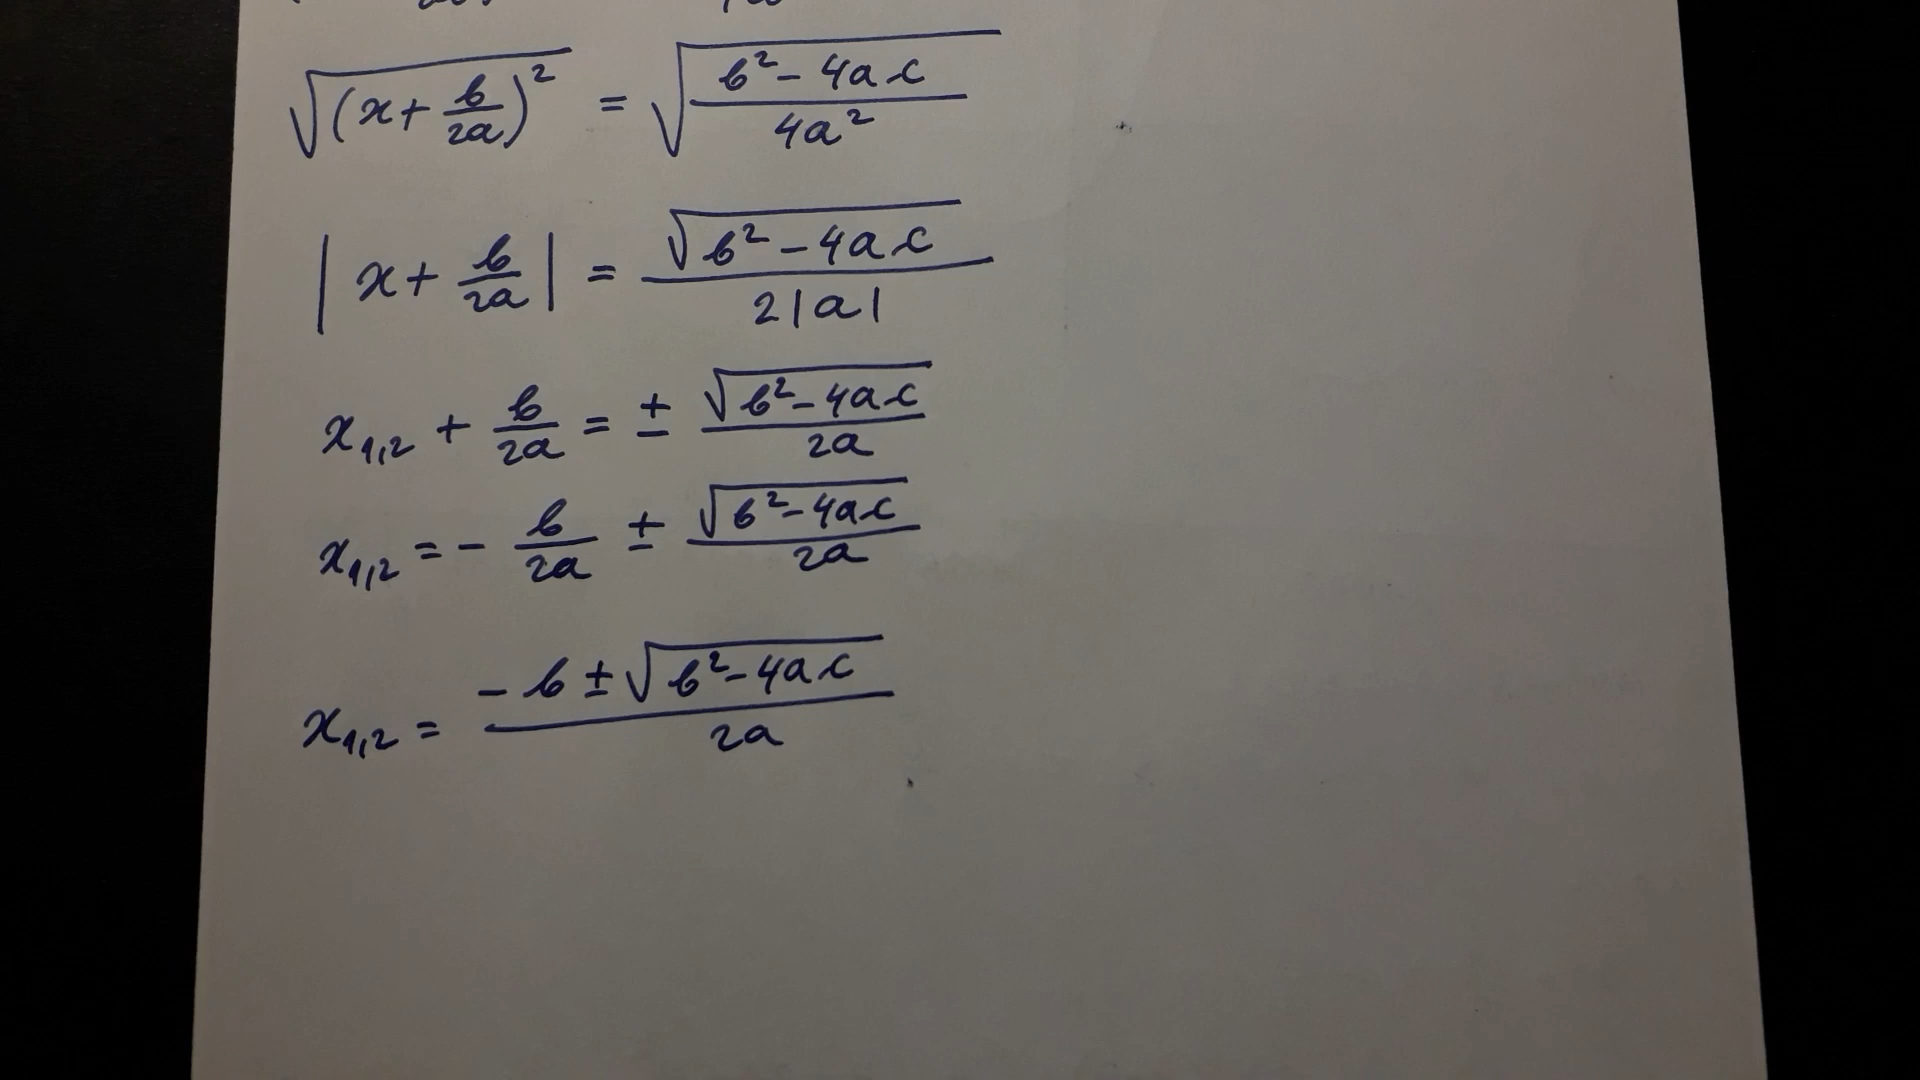 √((x + b/2a)²) = √((b² - 4ac)/(4a²))
|x + b/2a| = √(b² - 4ac)/(2|a|)
x₁,₂ + b/2a = ± √(b² - 4ac)/(2a)
x₁,₂ = - b/2a ± √(b² - 4ac)/(2a)
x₁,₂ = (-b ± √(b² - 4ac))/(2a)